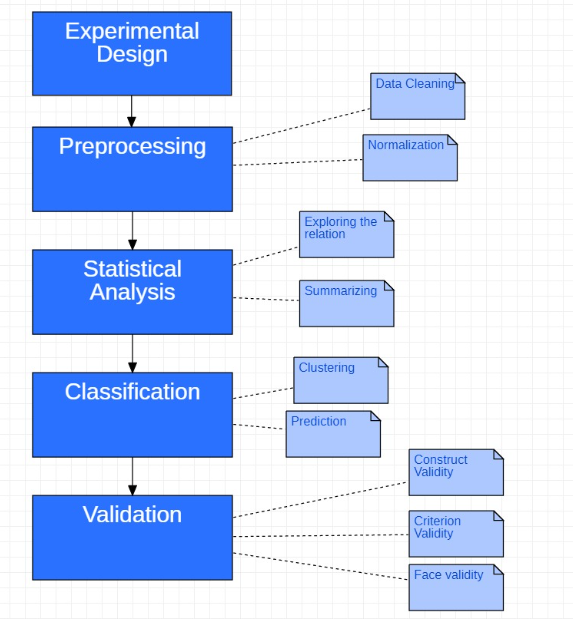 Experimental
Design
Data Cleaning
Preprocessing
Normalization
Exploring the
relation
Statistical
Analysis
Summarizing
Clustering
Classification
Prediction
Construct
Validity
Validation
Criterion
Validity
Face validity